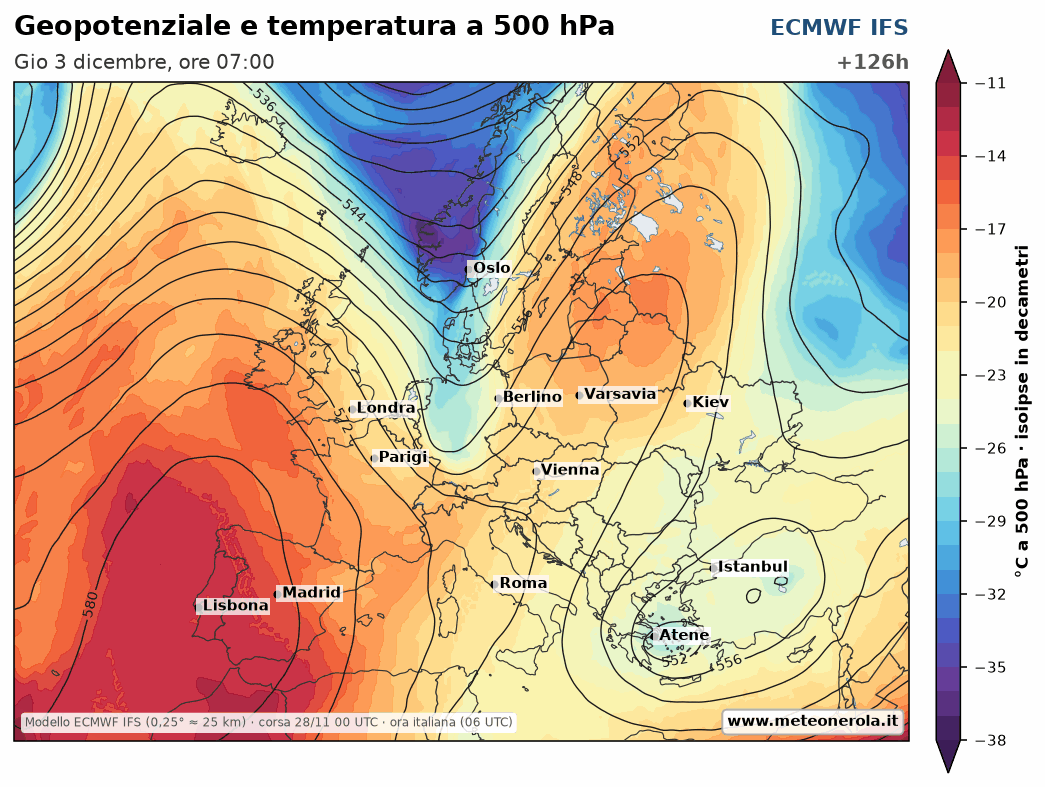 Geopotenziale e temperatura a 500 hPa
ECMWF IFS
Gio 3 dicembre, ore 07:00
+126h
536
552
548
544
Oslo
556
Londra
Berlino
Varsavia
Kiev
572
Parigi
Vienna
Istanbul
Roma
Madrid
Lisbona
580
Atene
552
556
Modello ECMWF IFS (0,25° ≈ 25 km) · corsa 28/11 00 UTC · ora italiana (06 UTC)
www.meteonerola.it
−11
−14
−17
−20
−23
−26
−29
−32
−35
−38
°C a 500 hPa · isoipse in decametri